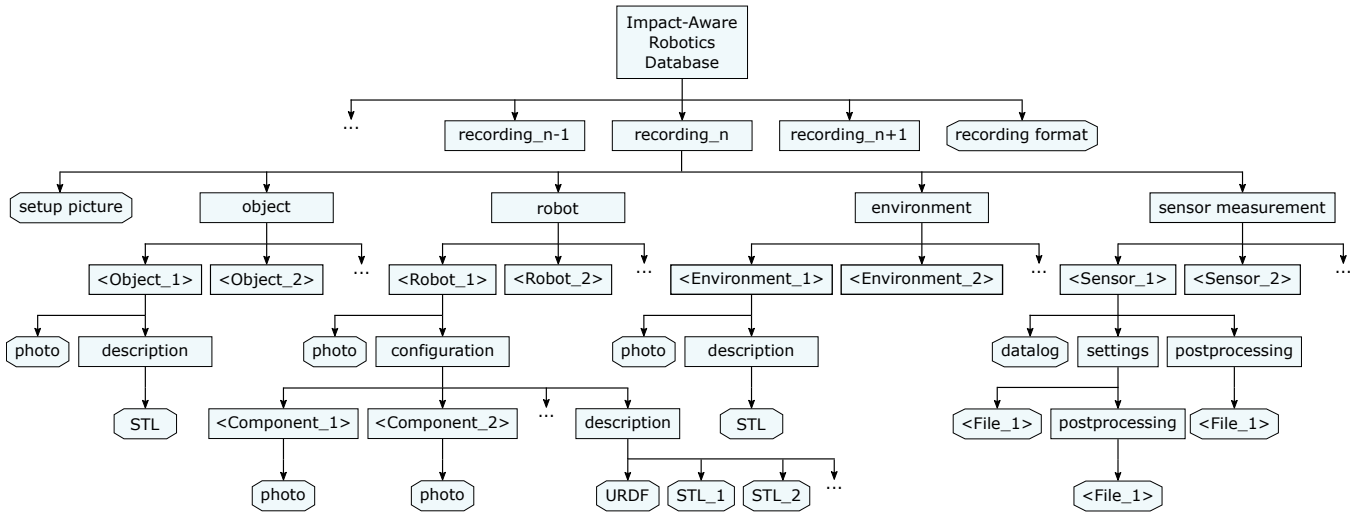 Impact-Aware
Robotics
Database
...
recording_n-1
recording_n
recording_n+1
recording format
setup picture
object
robot
environment
sensor measurement
<Object_1>
<Object_2>
...
<Robot_1>
<Robot_2>
...
<Environment_1>
<Environment_2>
...
<Sensor_1>
<Sensor_2>
...
photo
description
photo
configuration
photo
description
datalog
settings
postprocessing
STL
<Component_1>
<Component_2>
...
description
STL
<File_1>
postprocessing
<File_1>
photo
photo
URDF
STL_1
STL_2
...
<File_1>